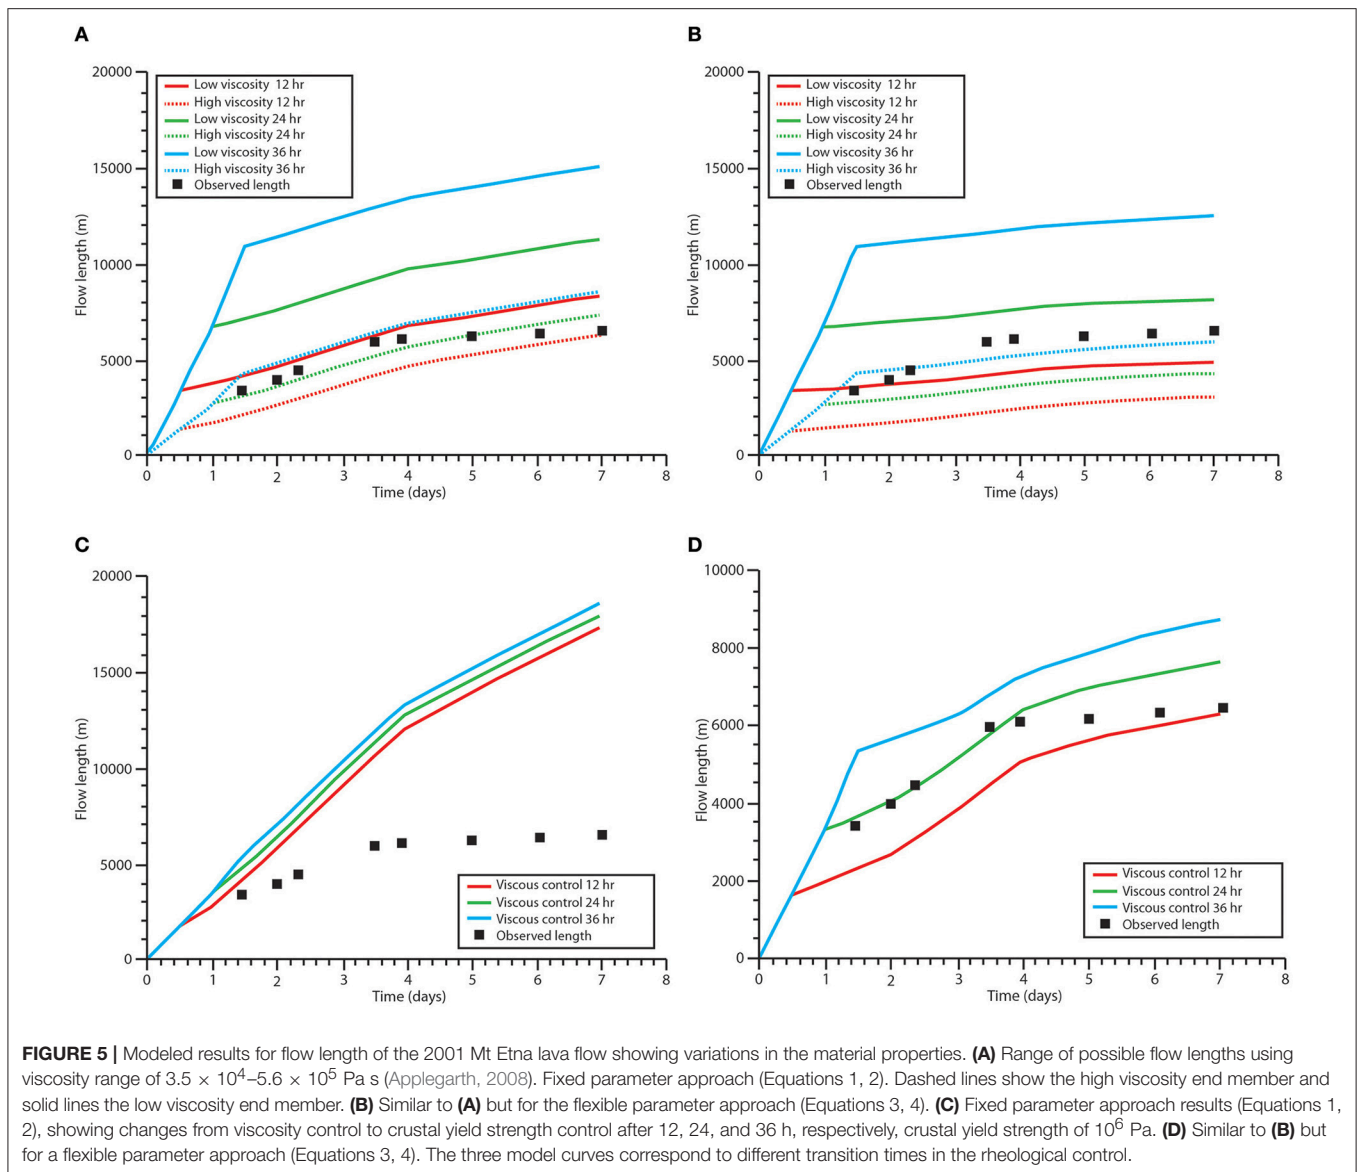 A
20000
15000
10000
5000
0
Flow length (m)
Low viscosity 12 hr
High viscosity 12 hr
Low viscosity 24 hr
High viscosity 24 hr
Low viscosity 36 hr
High viscosity 36 hr
Observed length
0 1 2 3 4 5 6 7 8
Time (days)
B
20000
15000
10000
5000
0
Flow length (m)
Low viscosity 12 hr
High viscosity 12 hr
Low viscosity 24 hr
High viscosity 24 hr
Low viscosity 36 hr
High viscosity 36 hr
Observed length
0 1 2 3 4 5 6 7 8
Time (days)
C
20000
15000
10000
5000
0
Flow length (m)
Viscous control 12 hr
Viscous control 24 hr
Viscous control 36 hr
Observed length
0 1 2 3 4 5 6 7 8
Time (days)
D
10000
8000
6000
4000
2000
0
Flow length (m)
Viscous control 12 hr
Viscous control 24 hr
Viscous control 36 hr
Observed length
0 1 2 3 4 5 6 7 8
Time (days)
FIGURE 5 | Modeled results for flow length of the 2001 Mt Etna lava flow showing variations in the material properties. (A) Range of possible flow lengths using
viscosity range of 3.5 × 10⁴–5.6 × 10⁵ Pa s (Applegarth, 2008). Fixed parameter approach (Equations 1, 2). Dashed lines show the high viscosity end member and
solid lines the low viscosity end member. (B) Similar to (A) but for the flexible parameter approach (Equations 3, 4). (C) Fixed parameter approach results (Equations 1,
2), showing changes from viscosity control to crustal yield strength control after 12, 24, and 36 h, respectively, crustal yield strength of 10⁶ Pa. (D) Similar to (B) but
for a flexible parameter approach (Equations 3, 4). The three model curves correspond to different transition times in the rheological control.